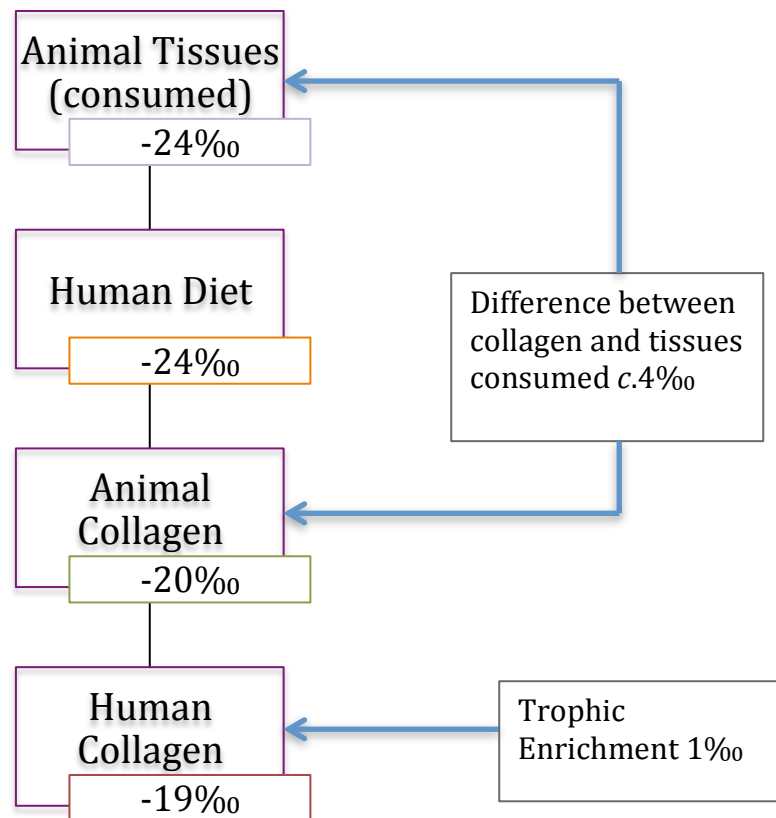 Animal Tissues
(consumed)
-24‰
Human Diet
-24‰
Difference between
collagen and tissues
consumed c.4‰
Animal
Collagen
-20‰
Human
Collagen
-19‰
Trophic
Enrichment 1‰